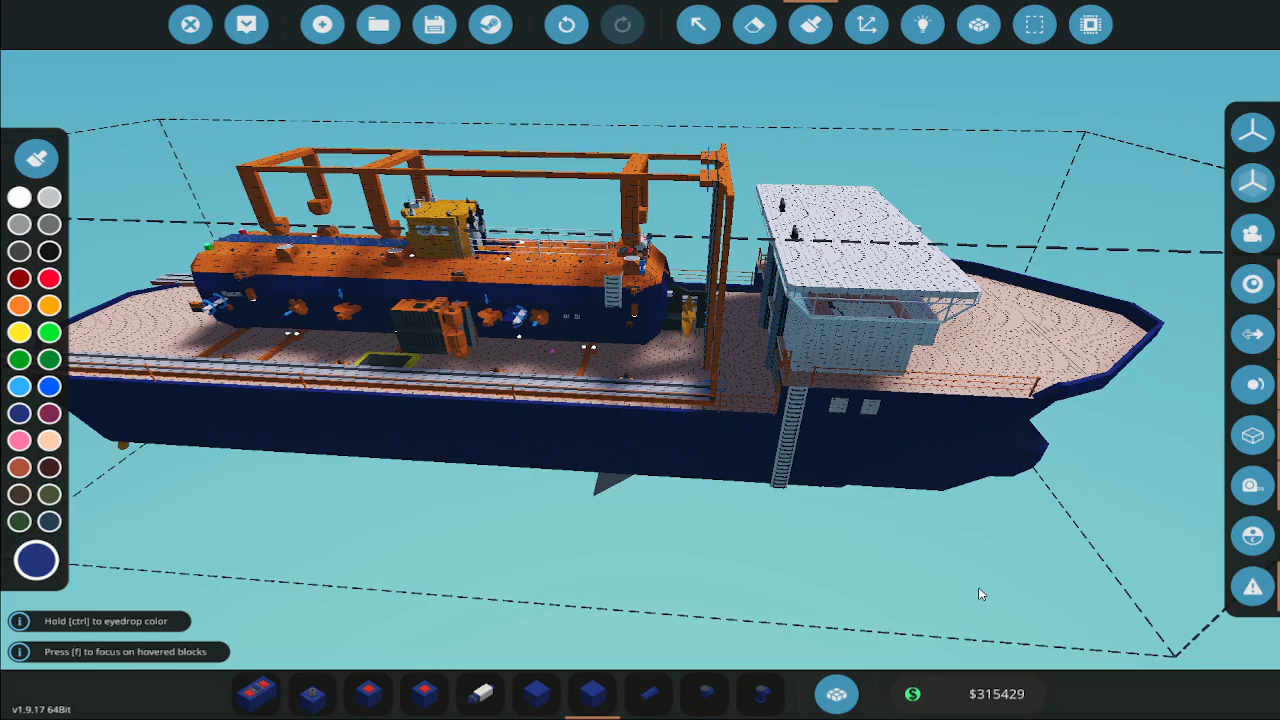 Hold [ctrl] to eyedrop color
Press [f] to focus on hovered blocks
$315429
v1.9.17 64Bit